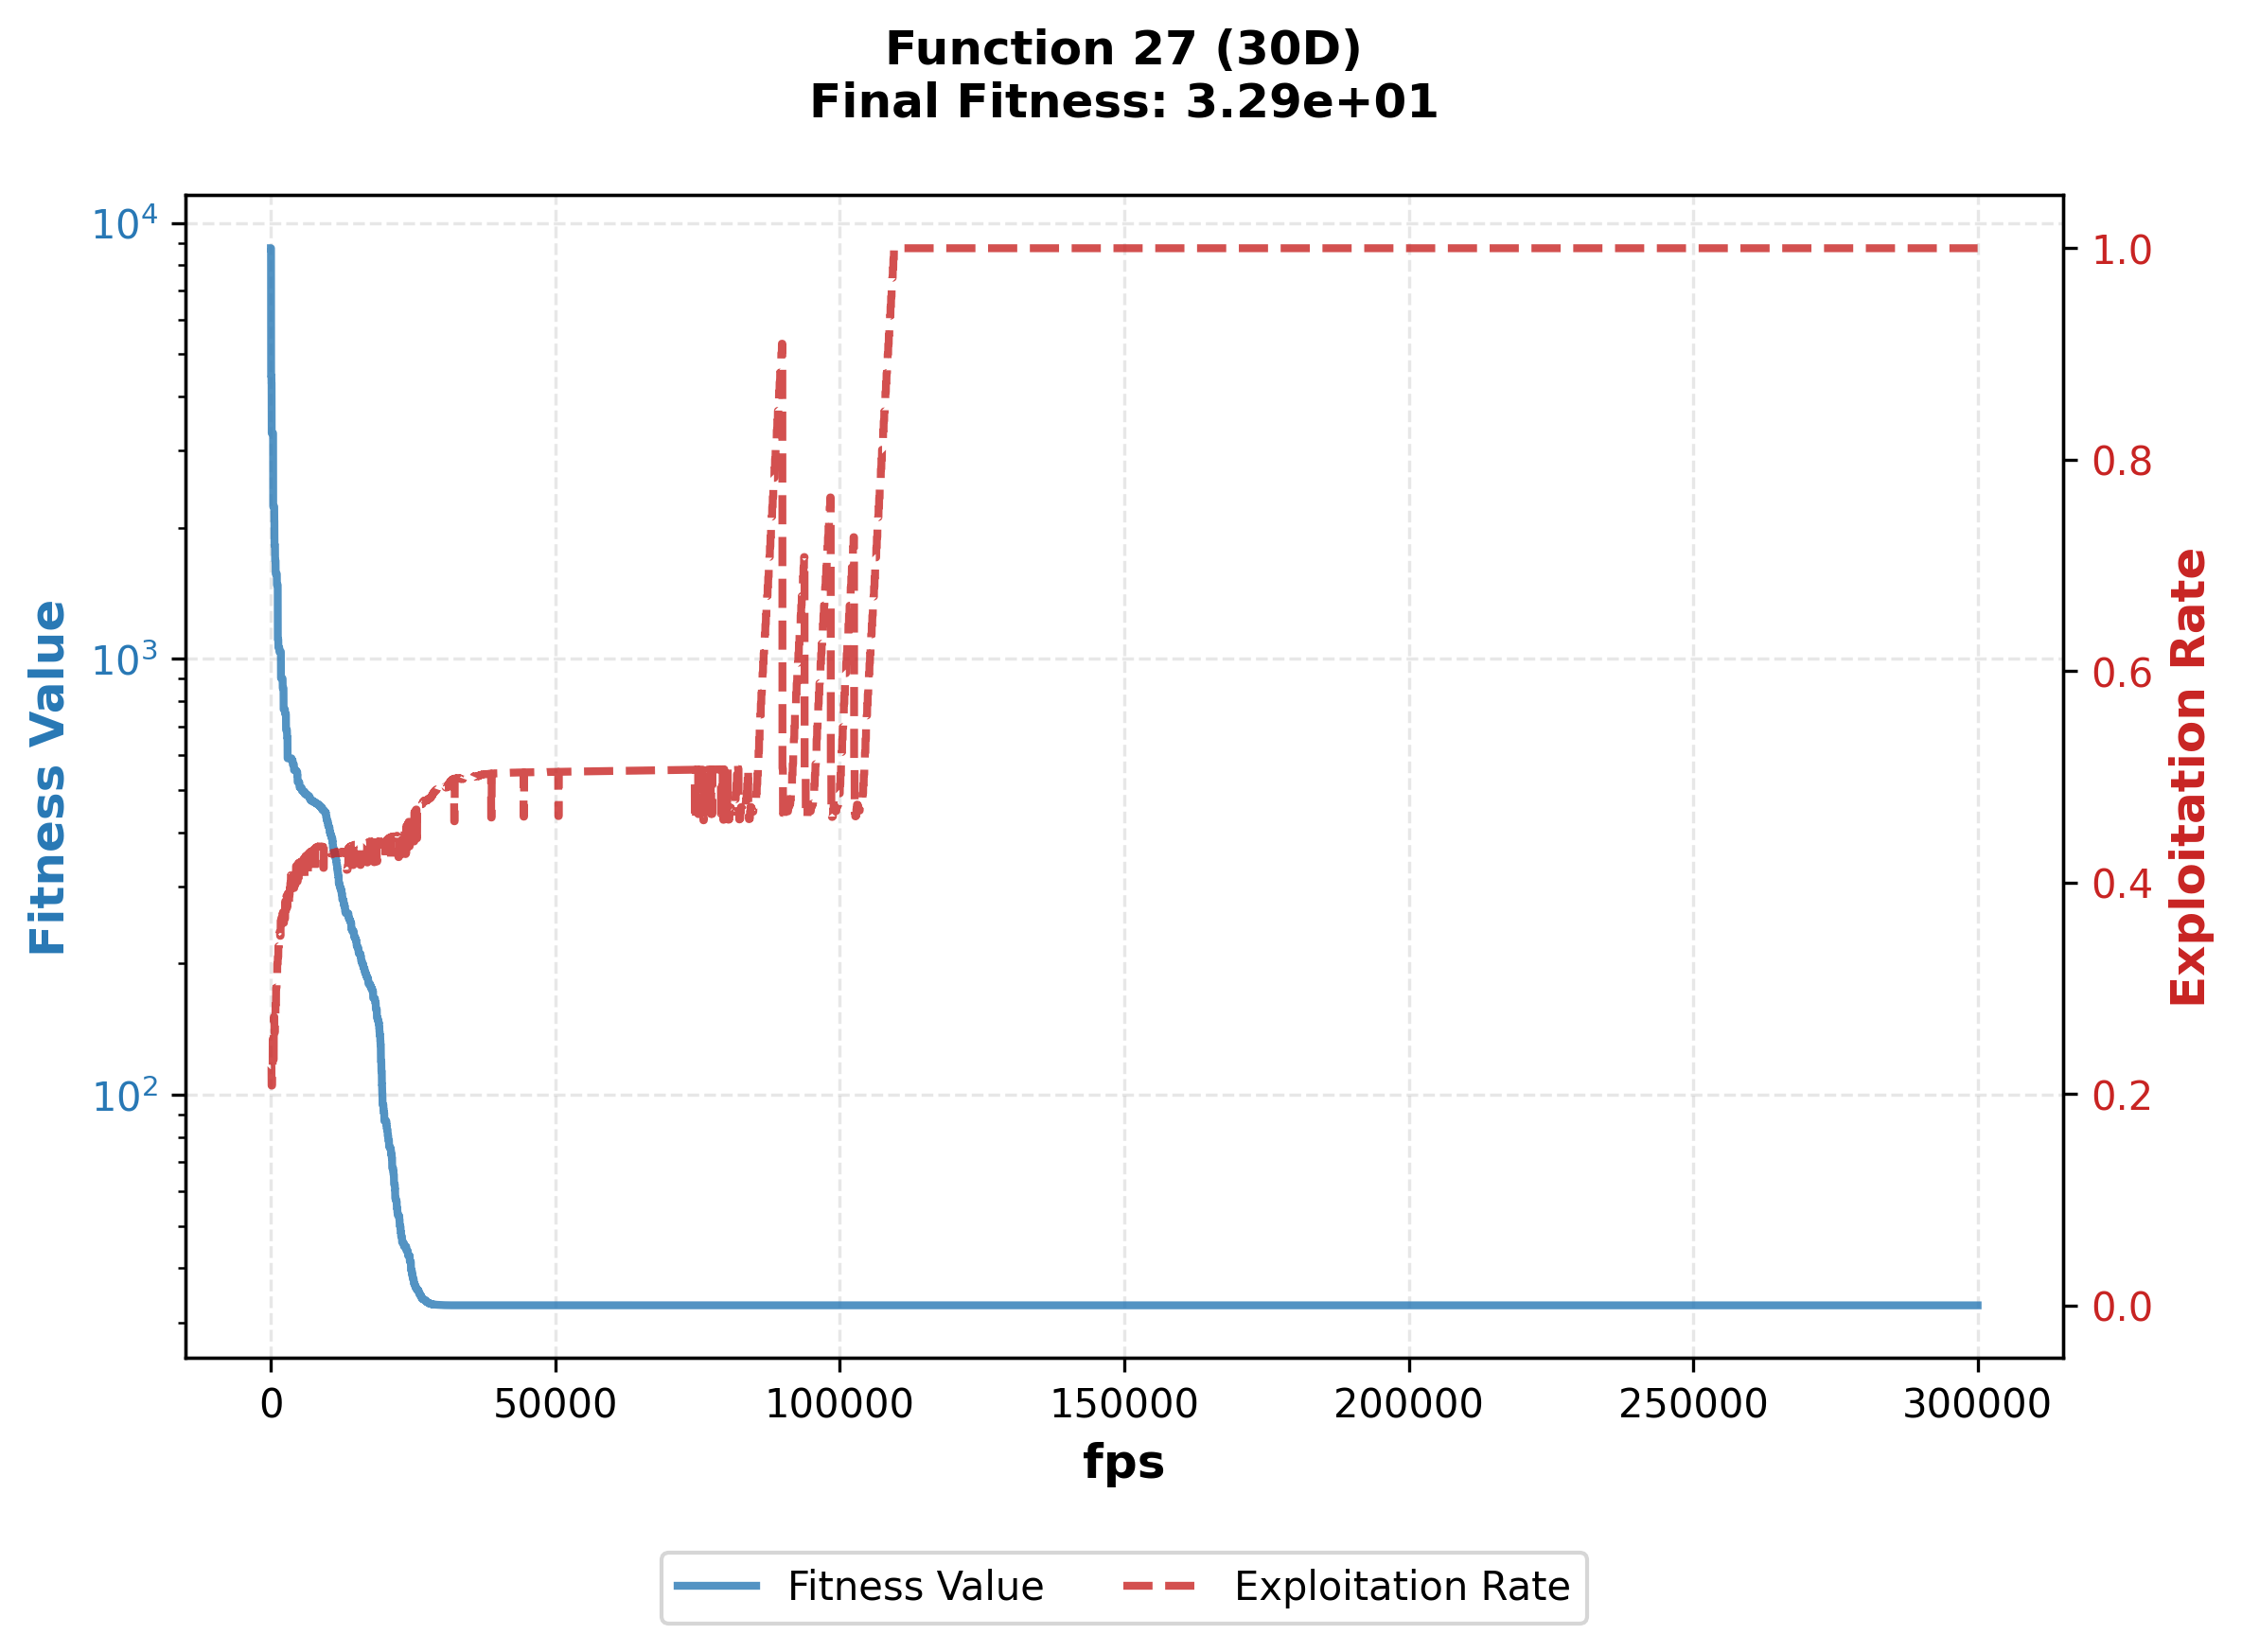 Function 27 (30D)
Final Fitness: 3.29e+01
Fitness Value
10^4
10^3
10^2
Exploitation Rate
1.0
0.8
0.6
0.4
0.2
0.0
0 50000 100000 150000 200000 250000 300000
fps
Fitness Value Exploitation Rate